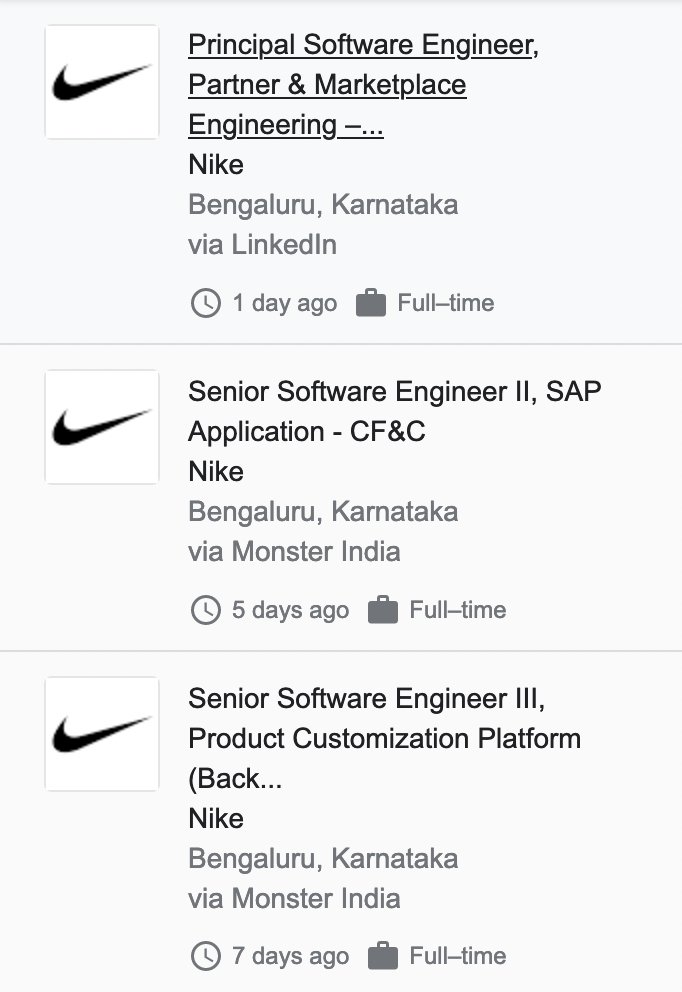 Principal Software Engineer,
Partner & Marketplace
Engineering –...
Nike
Bengaluru, Karnataka
via LinkedIn
1 day ago Full–time
Senior Software Engineer II, SAP
Application - CF&C
Nike
Bengaluru, Karnataka
via Monster India
5 days ago Full–time
Senior Software Engineer III,
Product Customization Platform
(Back...
Nike
Bengaluru, Karnataka
via Monster India
7 days ago Full–time